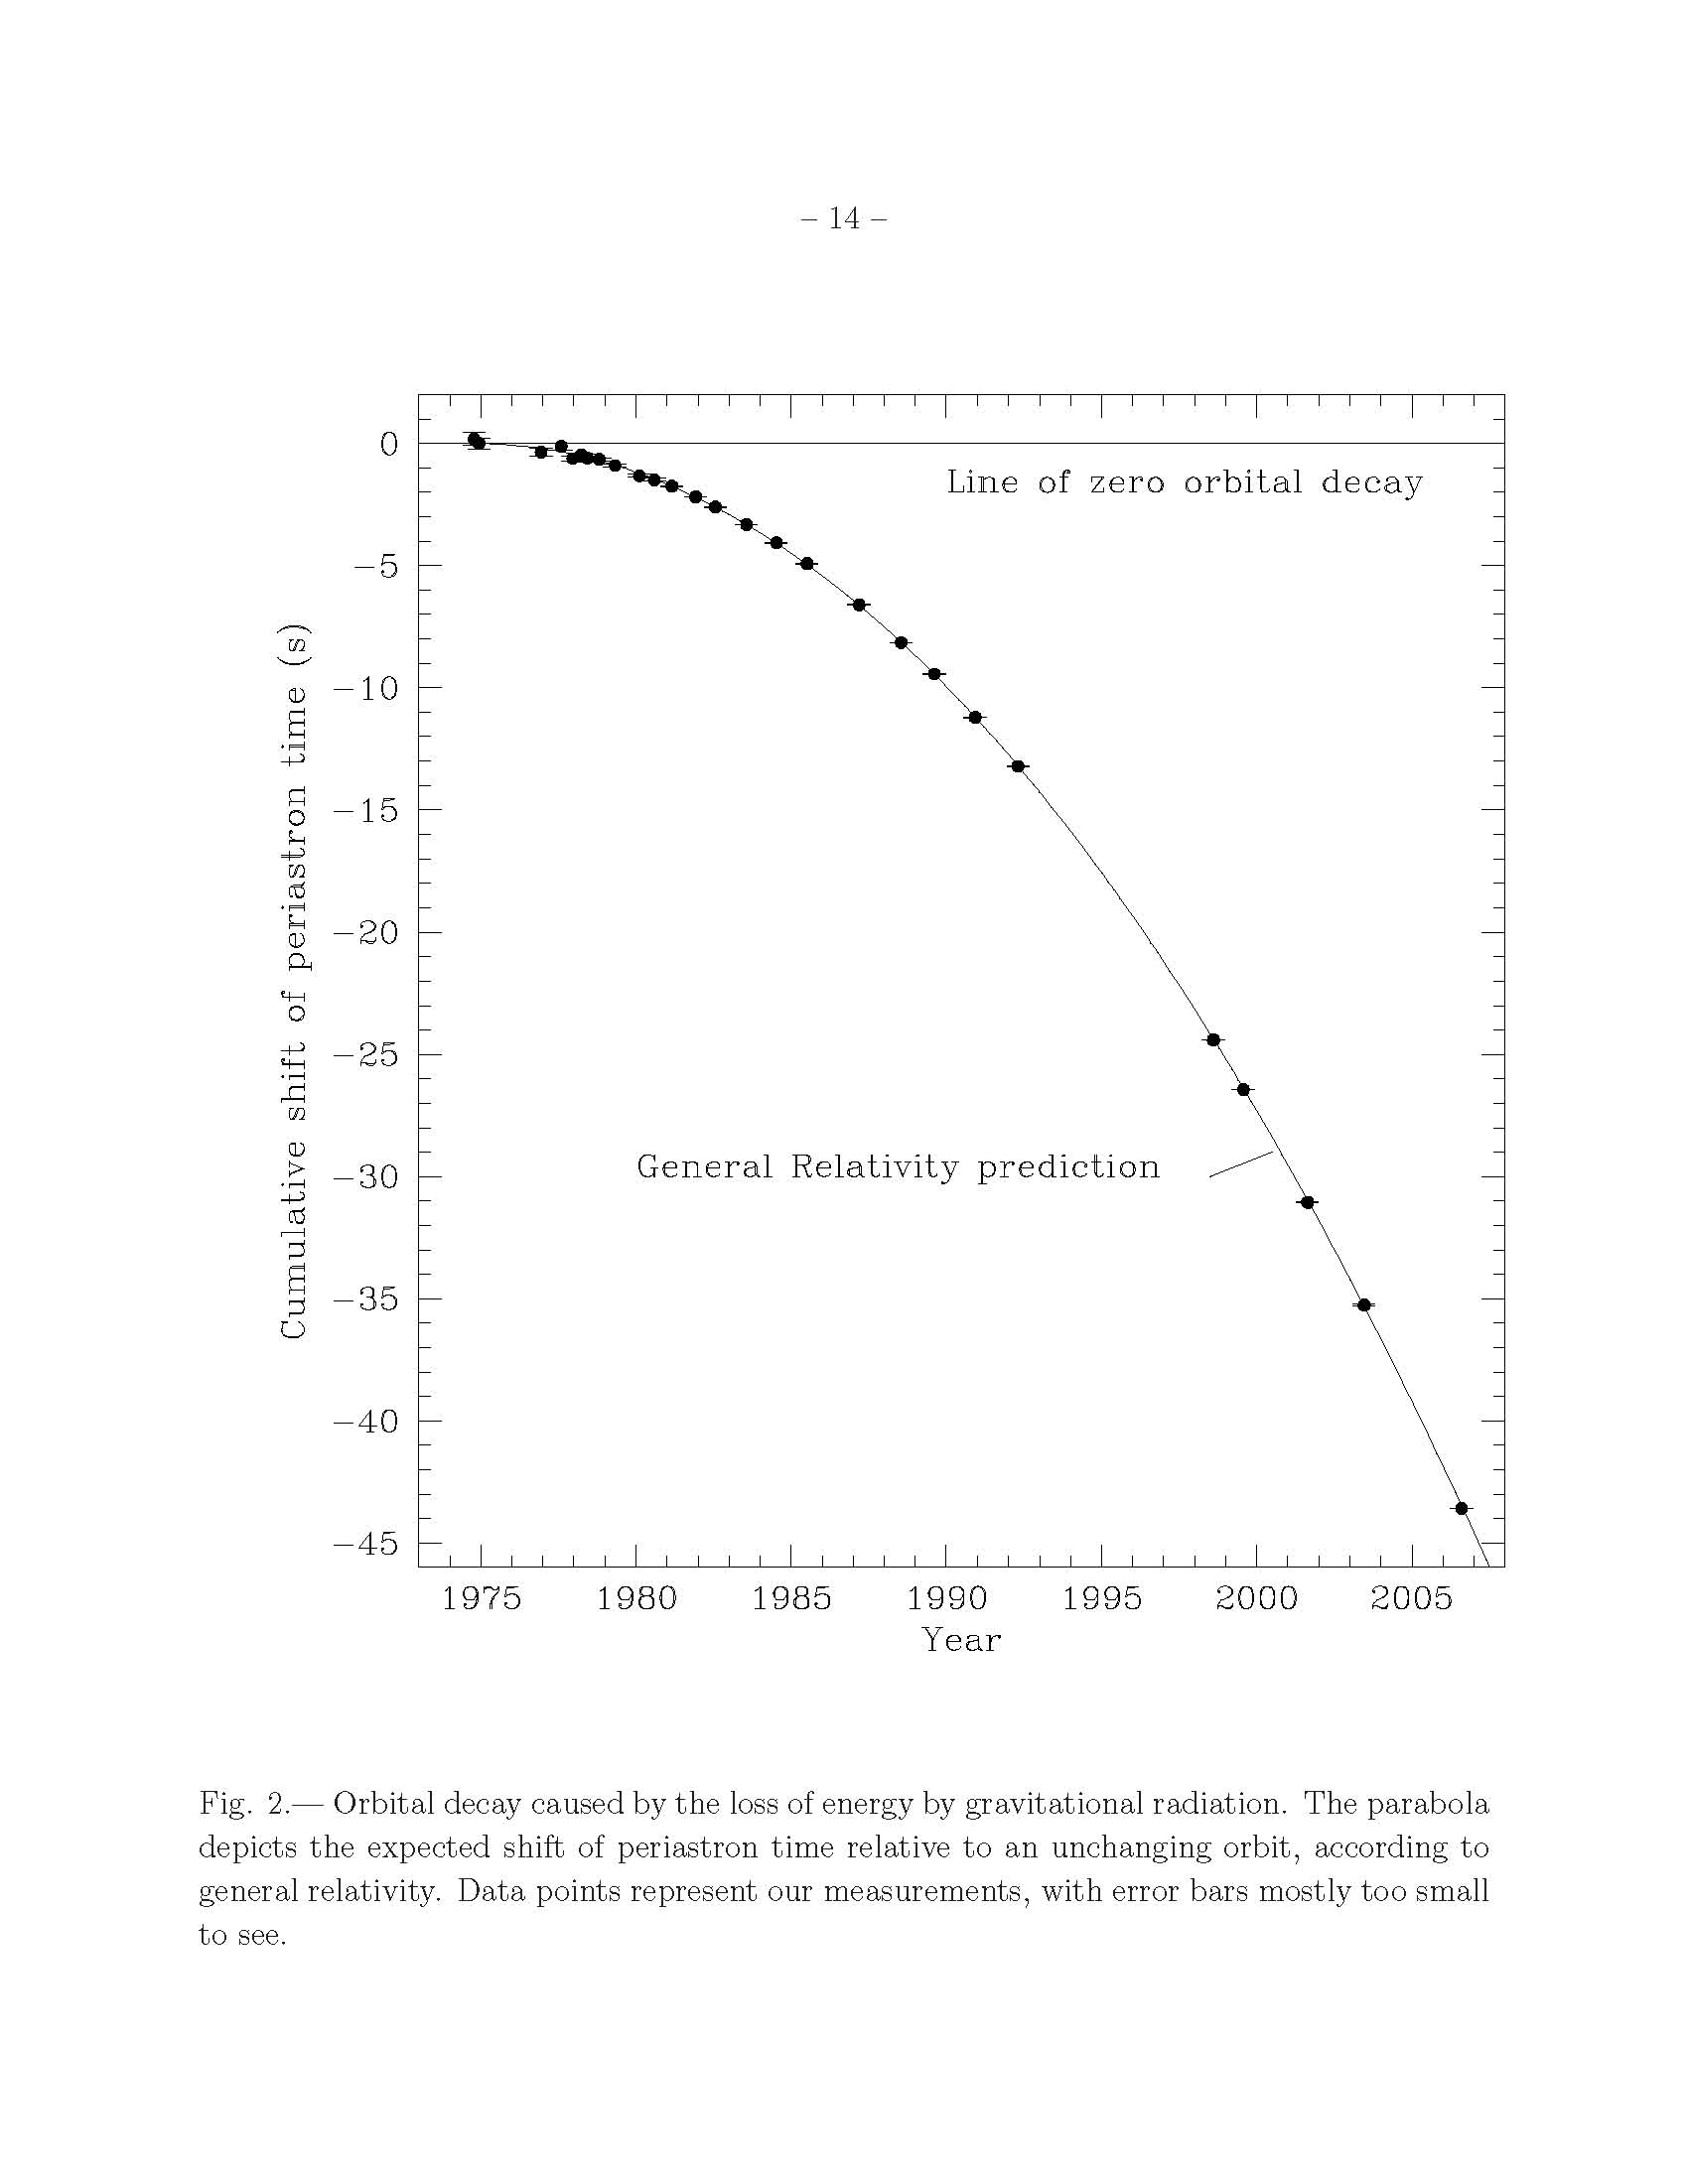 – 14 –
0
Line of zero orbital decay
−5
−10
−15
−20
−25
General Relativity prediction
−30
−35
−40
−45
Cumulative shift of periastron time (s)
1975 1980 1985 1990 1995 2000 2005
Year
Fig. 2.— Orbital decay caused by the loss of energy by gravitational radiation. The parabola
depicts the expected shift of periastron time relative to an unchanging orbit, according to
general relativity. Data points represent our measurements, with error bars mostly too small
to see.